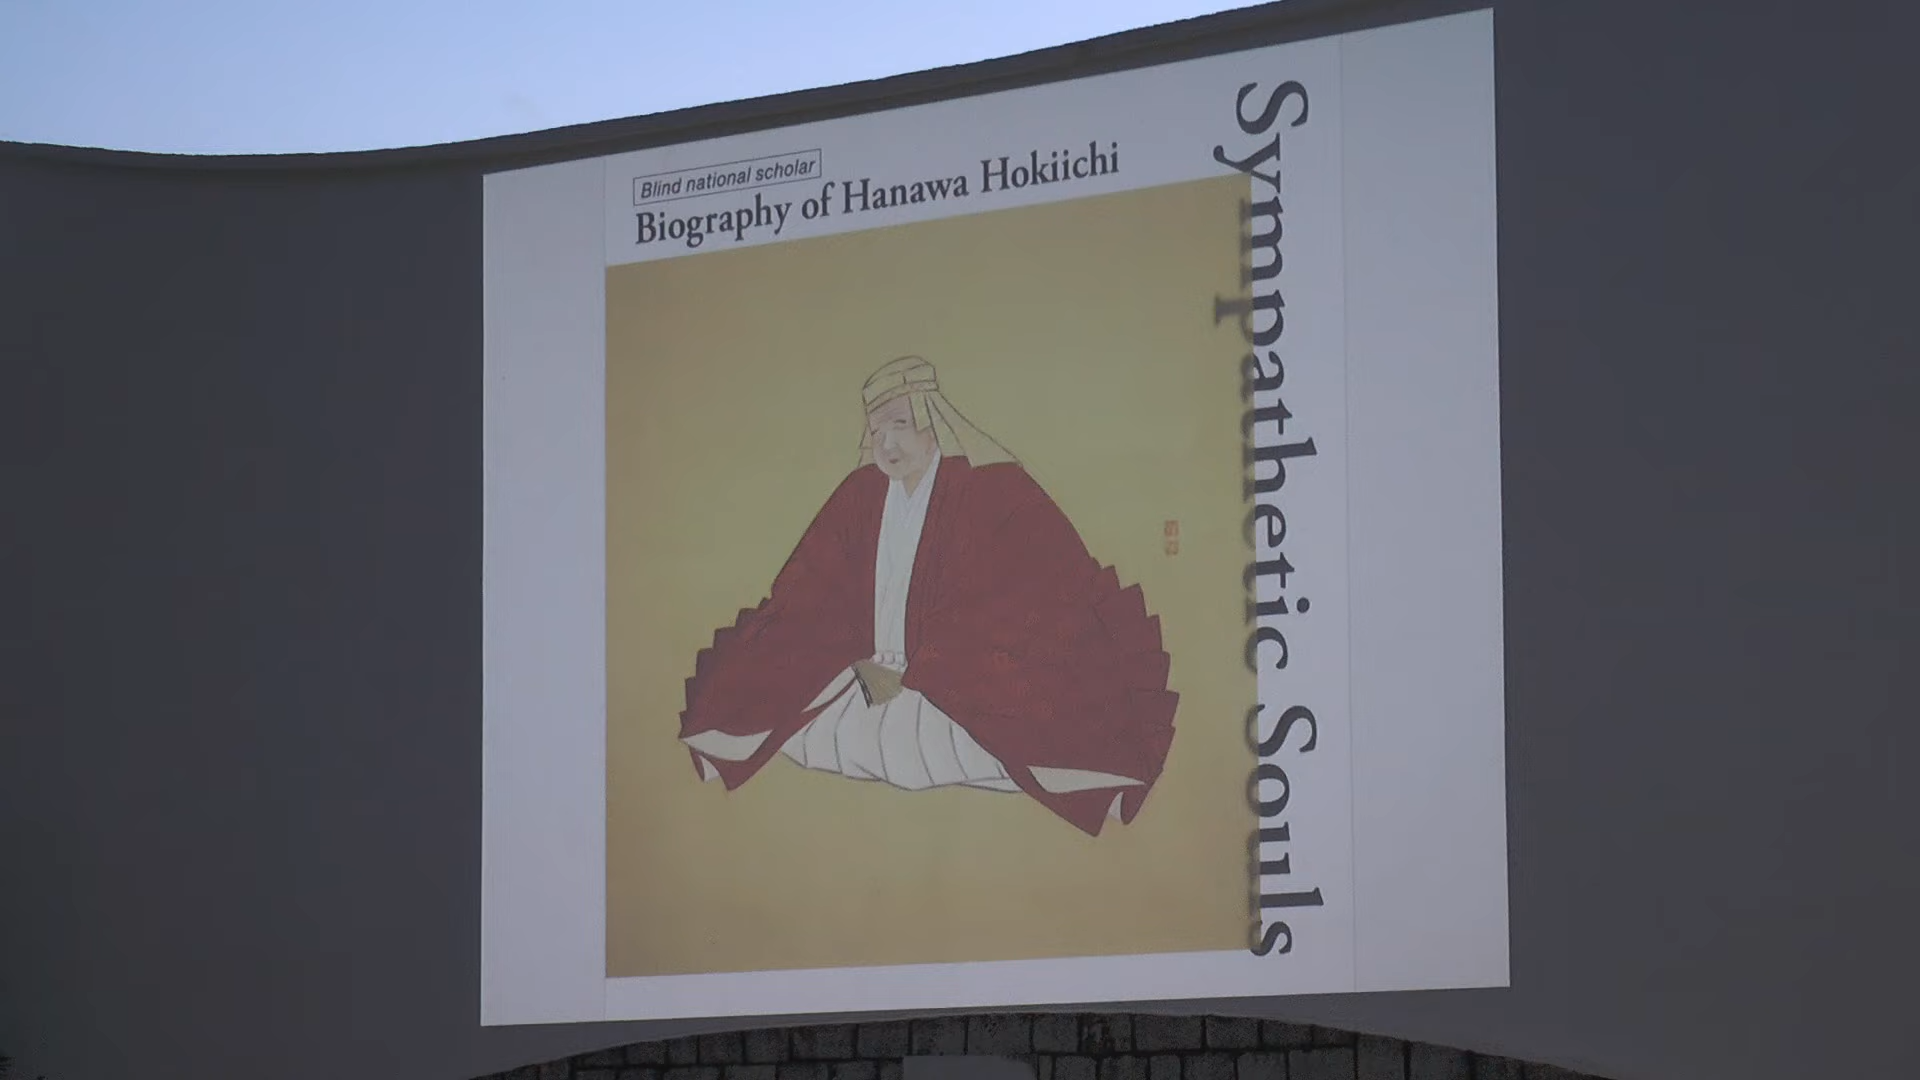 Blind national scholar
Biography of Hanawa Hokiichi
Sympathetic Souls